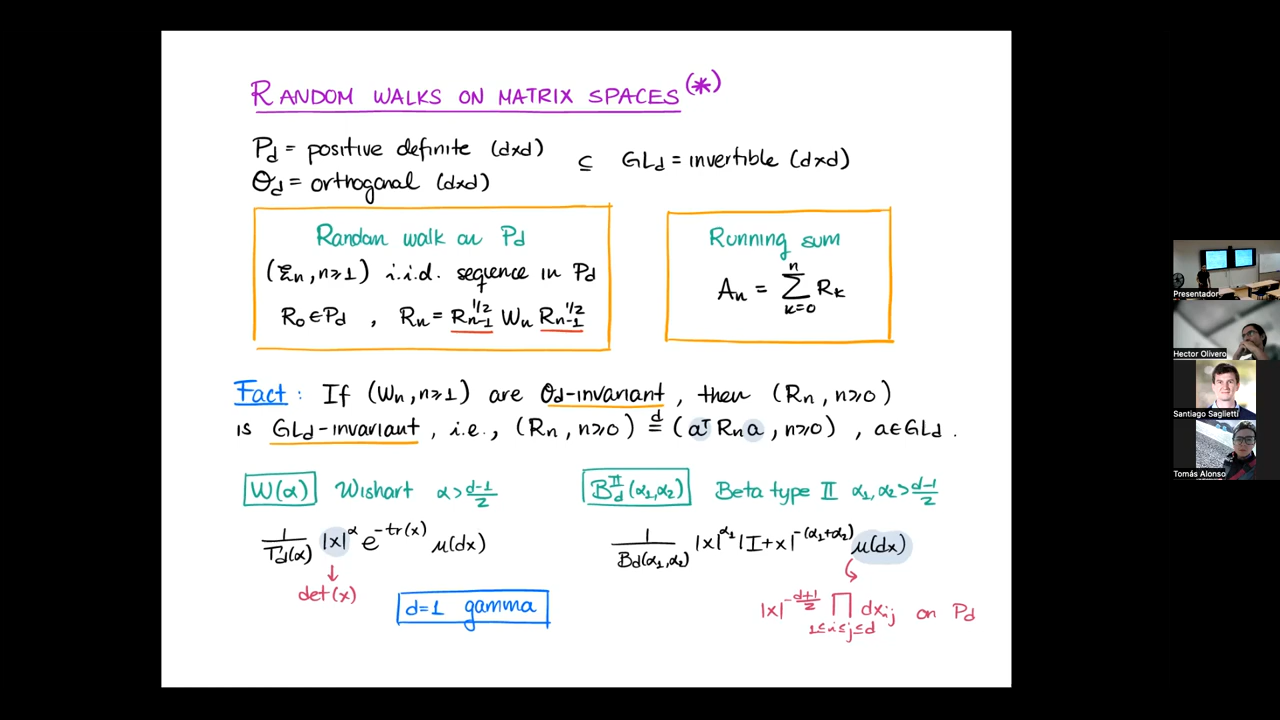 RANDOM WALKS ON MATRIX SPACES (*)
P_d = positive definite (d×d)
O_d = orthogonal (d×d)
⊆ GL_d = invertible (d×d)
Random walk on P_d
(Σ_n, n≥1) i.i.d. sequence in P_d
R_0 ∈ P_d , R_n = R_{n-1}^{1/2} W_n R_{n-1}^{1/2}
Running sum
A_n = Σ_{k=0}^{n} R_k
Fact : If (W_n, n≥1) are O_d-invariant , then (R_n, n≥0)
is GL_d-invariant , i.e., (R_n, n≥0) =^d (a^T R_n a, n≥0) , a∈GL_d .
W(α) Wishart α > (d-1)/2
1/Γ_d(α) |x|^α e^{-tr(x)} μ(dx)
det(x)
d=1 gamma
B_d^{II}(α_1,α_2) Beta type II α_1,α_2 > (d-1)/2
1/B_d(α_1,α_2) |x|^{α_1} |I+x|^{-(α_1+α_2)} μ(dx)
|x|^{-(d+1)/2} ∏_{1≤i≤j≤d} dx_{ij} on P_d
Presentador
Hector Olivero
Santiago Saglietti
Tomás Alonso